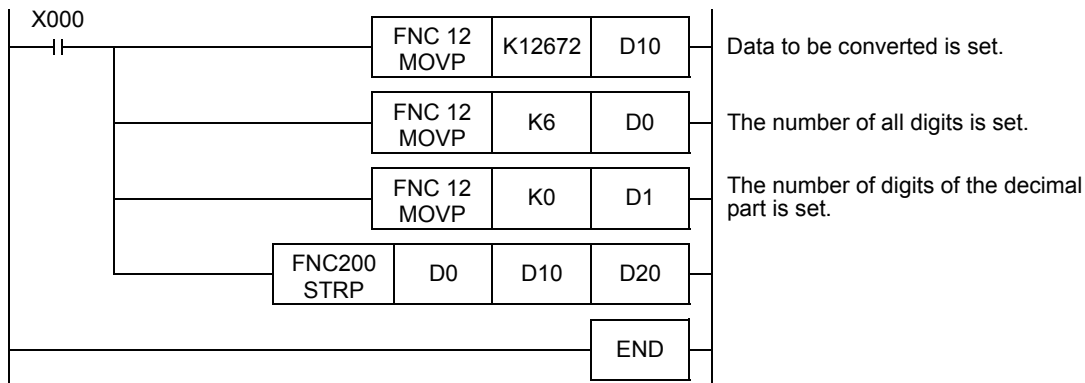 X000
FNC 12 MOVP K12672 D10 Data to be converted is set.
FNC 12 MOVP K6 D0 The number of all digits is set.
FNC 12 MOVP K0 D1 The number of digits of the decimal
part is set.
FNC200 STRP D0 D10 D20
END